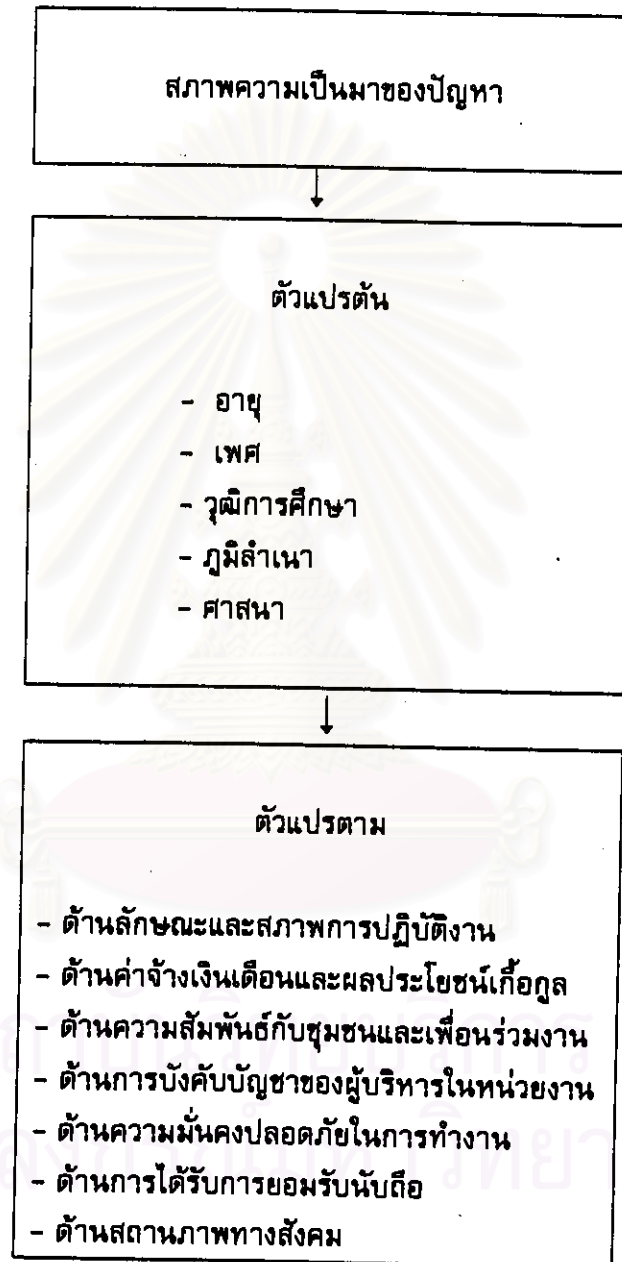 สภาพความเป็นมาของปัญหา
ตัวแปรต้น
- อายุ
- เพศ
- วุฒิการศึกษา
- ภูมิลำเนา
- ศาสนา
ตัวแปรตาม
- ด้านลักษณะและสภาพการปฏิบัติงาน
- ด้านค่าจ้างเงินเดือนและผลประโยชน์เกื้อกูล
- ด้านความสัมพันธ์กับชุมชนและเพื่อนร่วมงาน
- ด้านการบังคับบัญชาของผู้บริหารในหน่วยงาน
- ด้านความมั่นคงปลอดภัยในการทำงาน
- ด้านการได้รับการยอมรับนับถือ
- ด้านสถานภาพทางสังคม